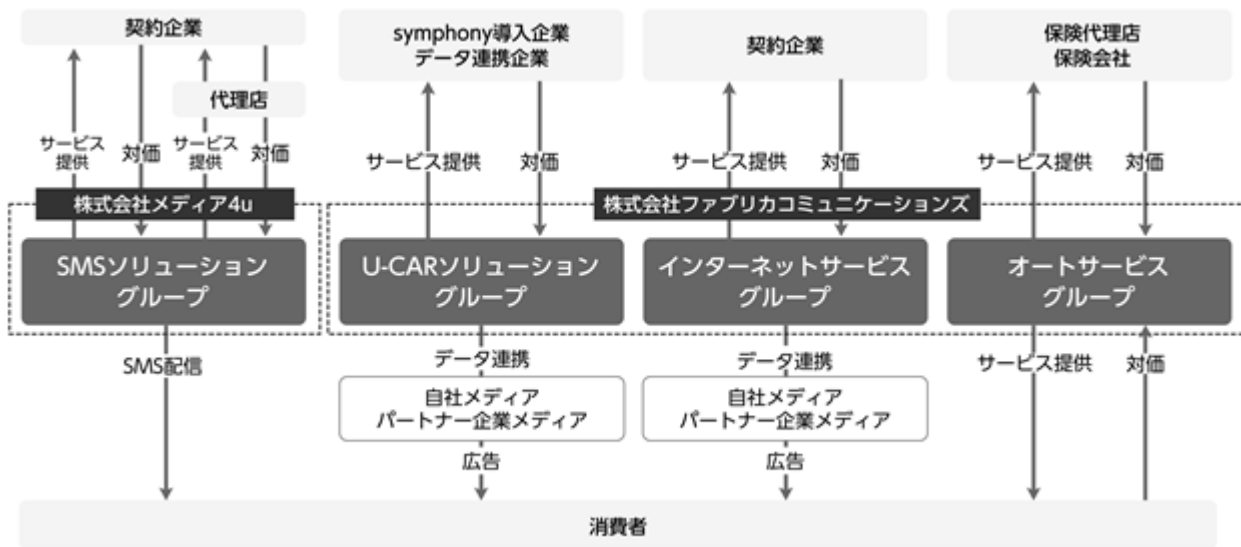 契約企業
symphony導入企業
データ連携企業
契約企業
保険代理店
保険会社
代理店
サービス
提供
対価
サービス
提供
対価
サービス提供
対価
サービス提供
対価
サービス提供
対価
株式会社メディア4u
株式会社ファブリカコミュニケーションズ
SMSソリューション
グループ
U-CARソリューション
グループ
インターネットサービス
グループ
オートサービス
グループ
SMS配信
データ連携
データ連携
サービス提供
対価
自社メディア
パートナー企業メディア
自社メディア
パートナー企業メディア
広告
広告
消費者